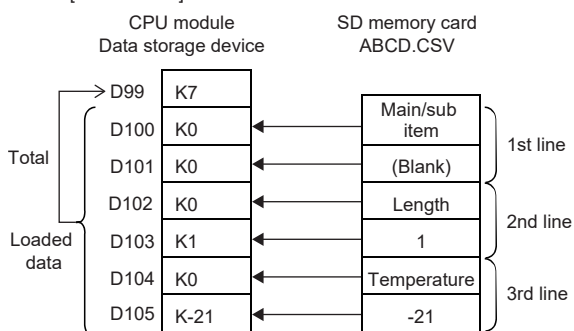 CPU module
Data storage device
SD memory card
ABCD.CSV
D99 K7
D100 K0 Main/sub item
D101 K0 (Blank)
1st line
Total
D102 K0 Length
D103 K1 1
2nd line
Loaded data
D104 K0 Temperature
D105 K-21 -21
3rd line